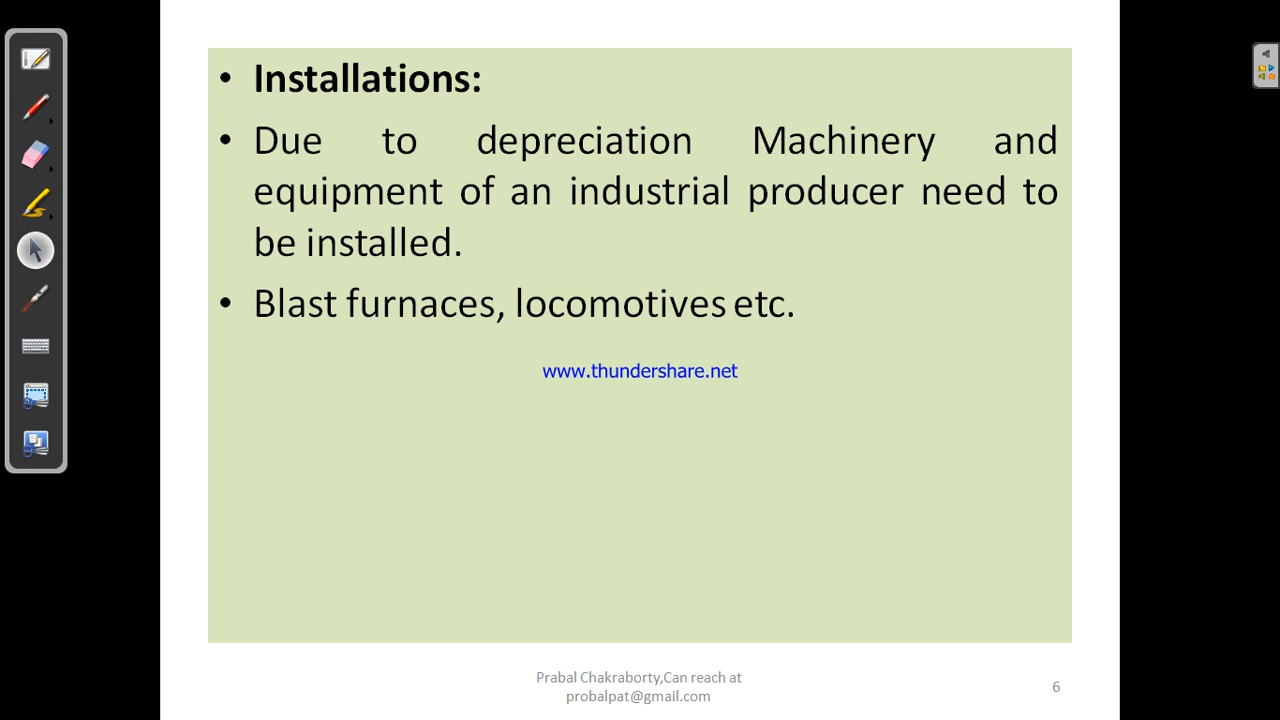 • Installations:
• Due to depreciation Machinery and
equipment of an industrial producer need to
be installed.
• Blast furnaces, locomotives etc.
www.thundershare.net
Prabal Chakraborty,Can reach at
probalpat@gmail.com
6